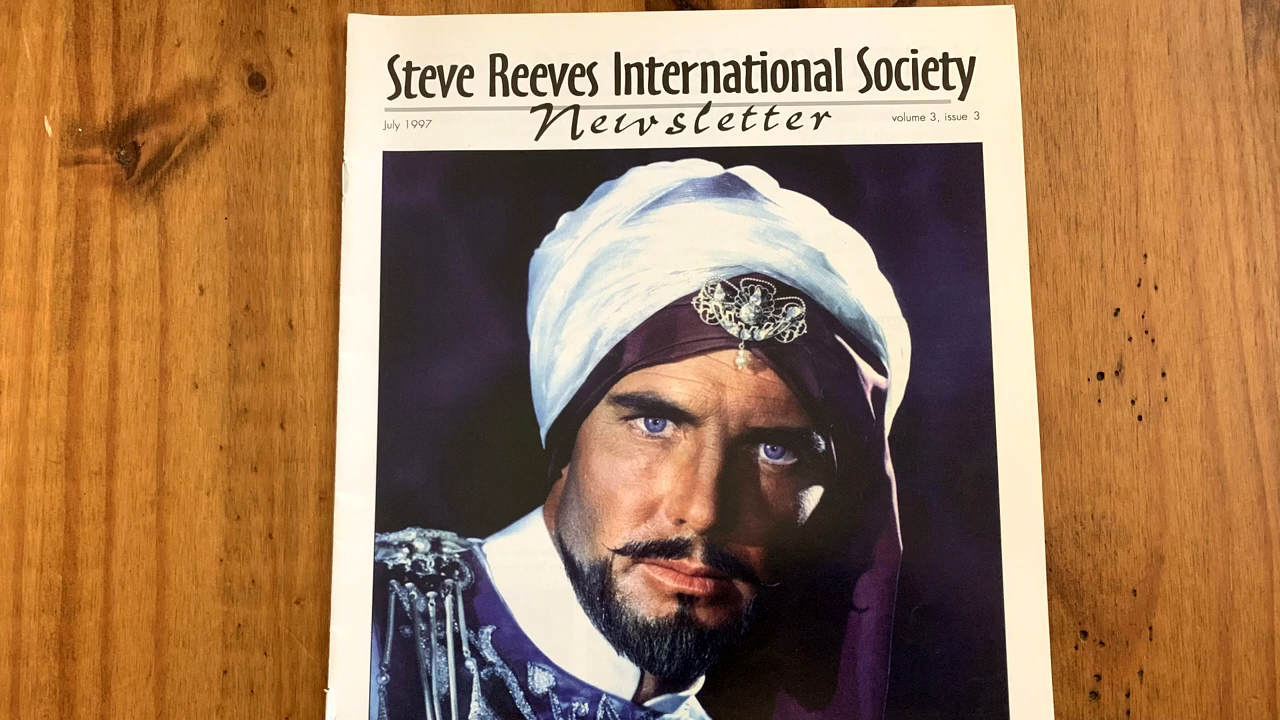 Steve Reeves International Society
Newsletter
July 1997
volume 3, issue 3